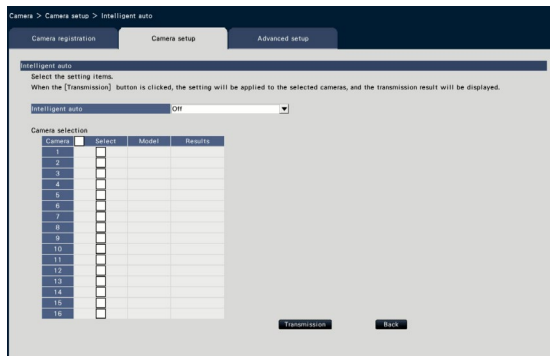 Camera > Camera setup > Intelligent auto
Camera registration Camera setup Advanced setup
Intelligent auto
Select the setting items.
When the [Transmission] button is clicked, the setting will be applied to the selected cameras, and the transmission result will be displayed.
Intelligent auto Off
Camera selection
Camera Select Model Results
1
2
3
4
5
6
7
8
9
10
11
12
13
14
15
16
Transmission Back